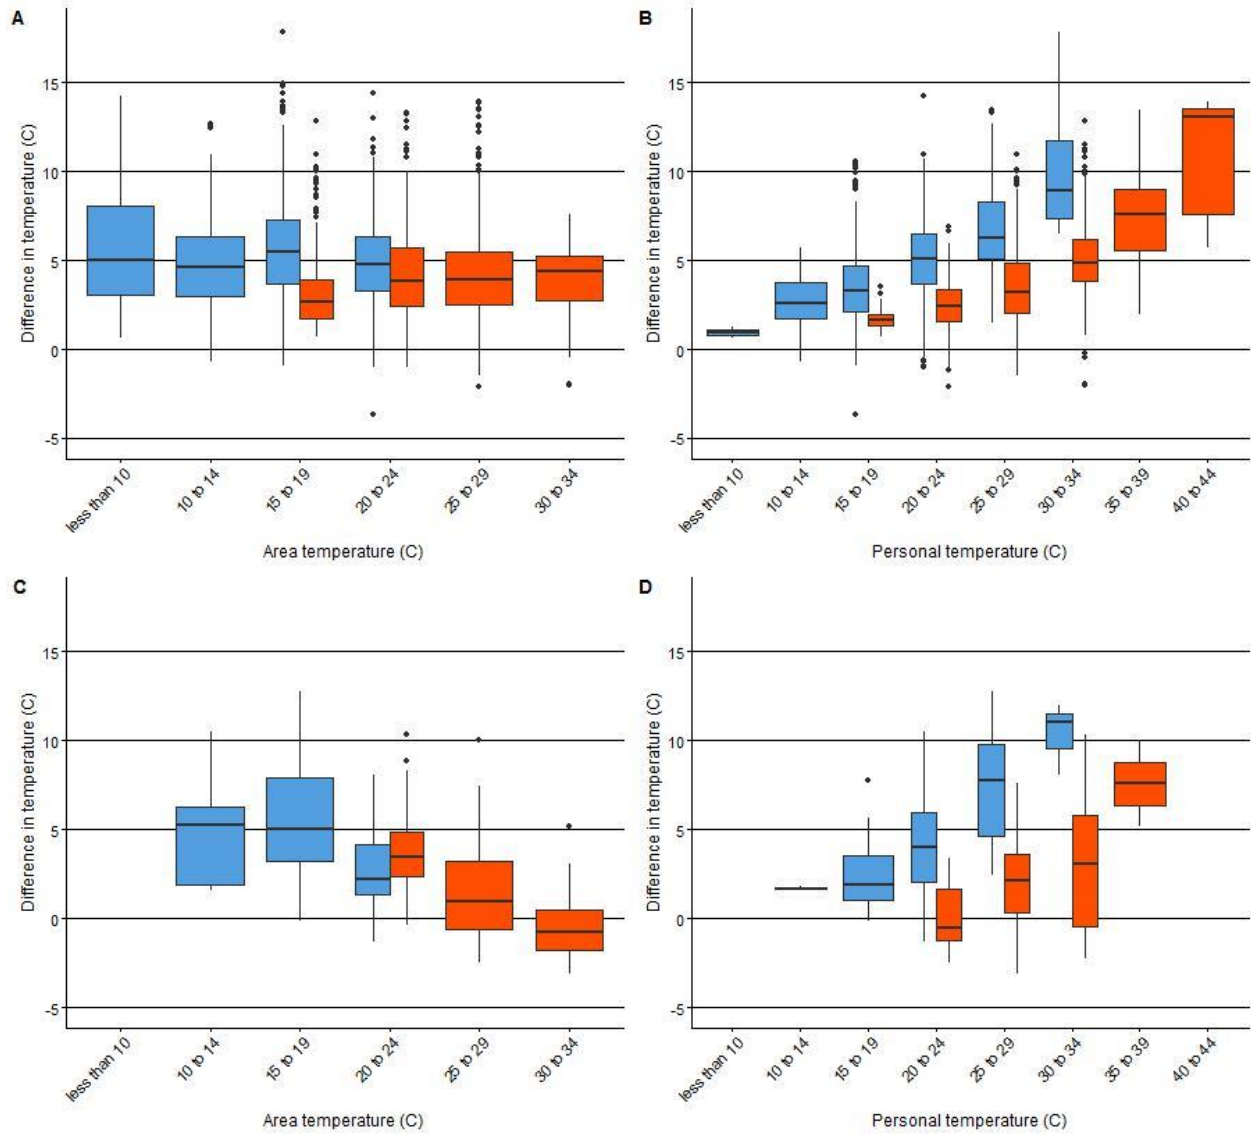 A
Difference in temperature (C)
15
10
5
0
-5
less than 10
10 to 14
15 to 19
20 to 24
25 to 29
30 to 34
Area temperature (C)
B
Difference in temperature (C)
15
10
5
0
-5
less than 10
10 to 14
15 to 19
20 to 24
25 to 29
30 to 34
35 to 39
40 to 44
Personal temperature (C)
C
Difference in temperature (C)
15
10
5
0
-5
less than 10
10 to 14
15 to 19
20 to 24
25 to 29
30 to 34
Area temperature (C)
D
Difference in temperature (C)
15
10
5
0
-5
less than 10
10 to 14
15 to 19
20 to 24
25 to 29
30 to 34
35 to 39
40 to 44
Personal temperature (C)